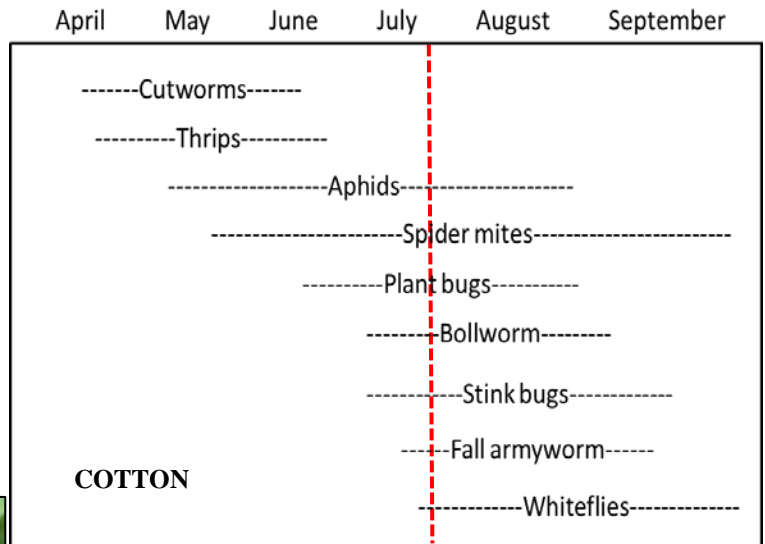 April May June July August September
-------Cutworms-------
----------Thrips-----------
--------------------Aphids----------------------
------------------------Spider mites-------------------------
----------Plant bugs-----------
---------Bollworm---------
------------Stink bugs-------------
------Fall armyworm------
COTTON
-------------Whiteflies--------------